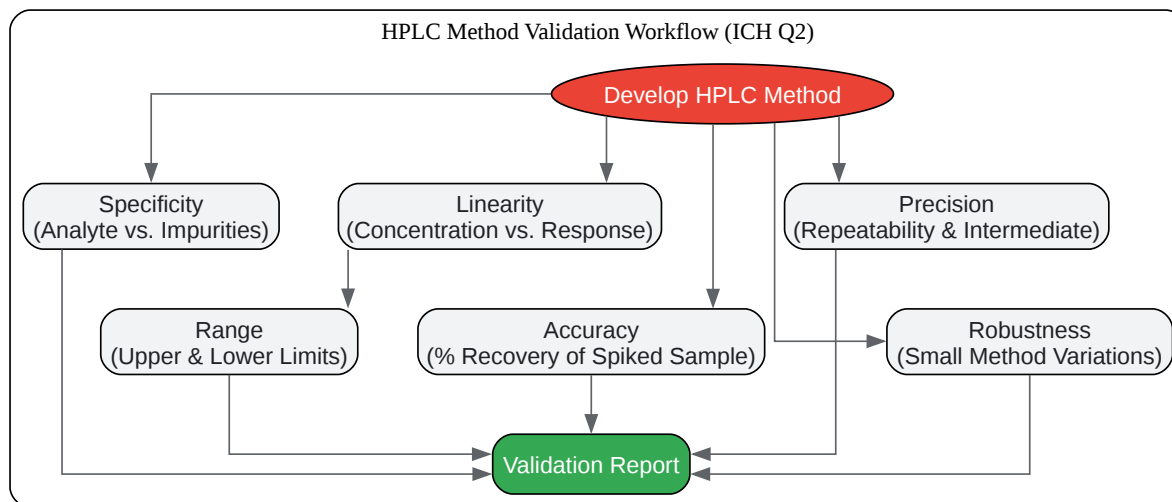 HPLC Method Validation Workflow (ICH Q2)
Develop HPLC Method
Specificity
(Analyte vs. Impurities)
Linearity
(Concentration vs. Response)
Precision
(Repeatability & Intermediate)
Range
(Upper & Lower Limits)
Accuracy
(% Recovery of Spiked Sample)
Robustness
(Small Method Variations)
Validation Report